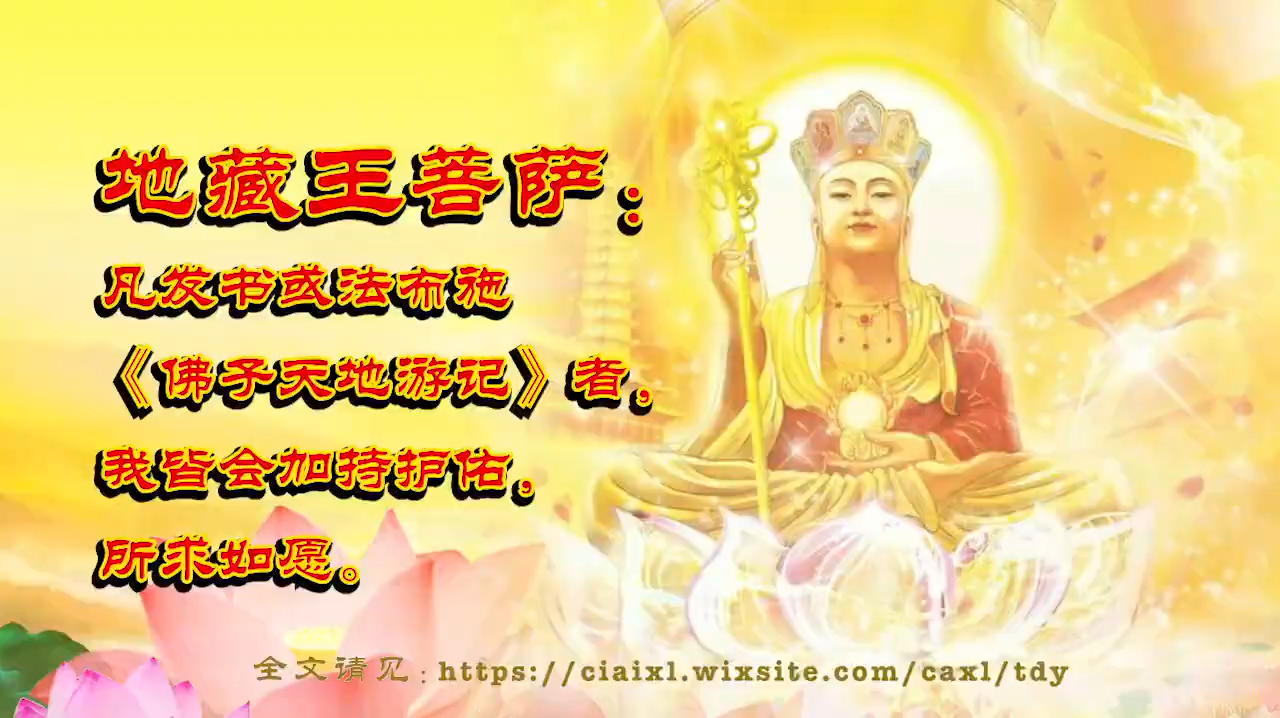 地藏王菩萨：
凡发书或法布施
《佛子天地游记》者，
我皆会加持护佑，
所求如愿。
全文请见：https://ciaixl.wixsite.com/caxl/tdy